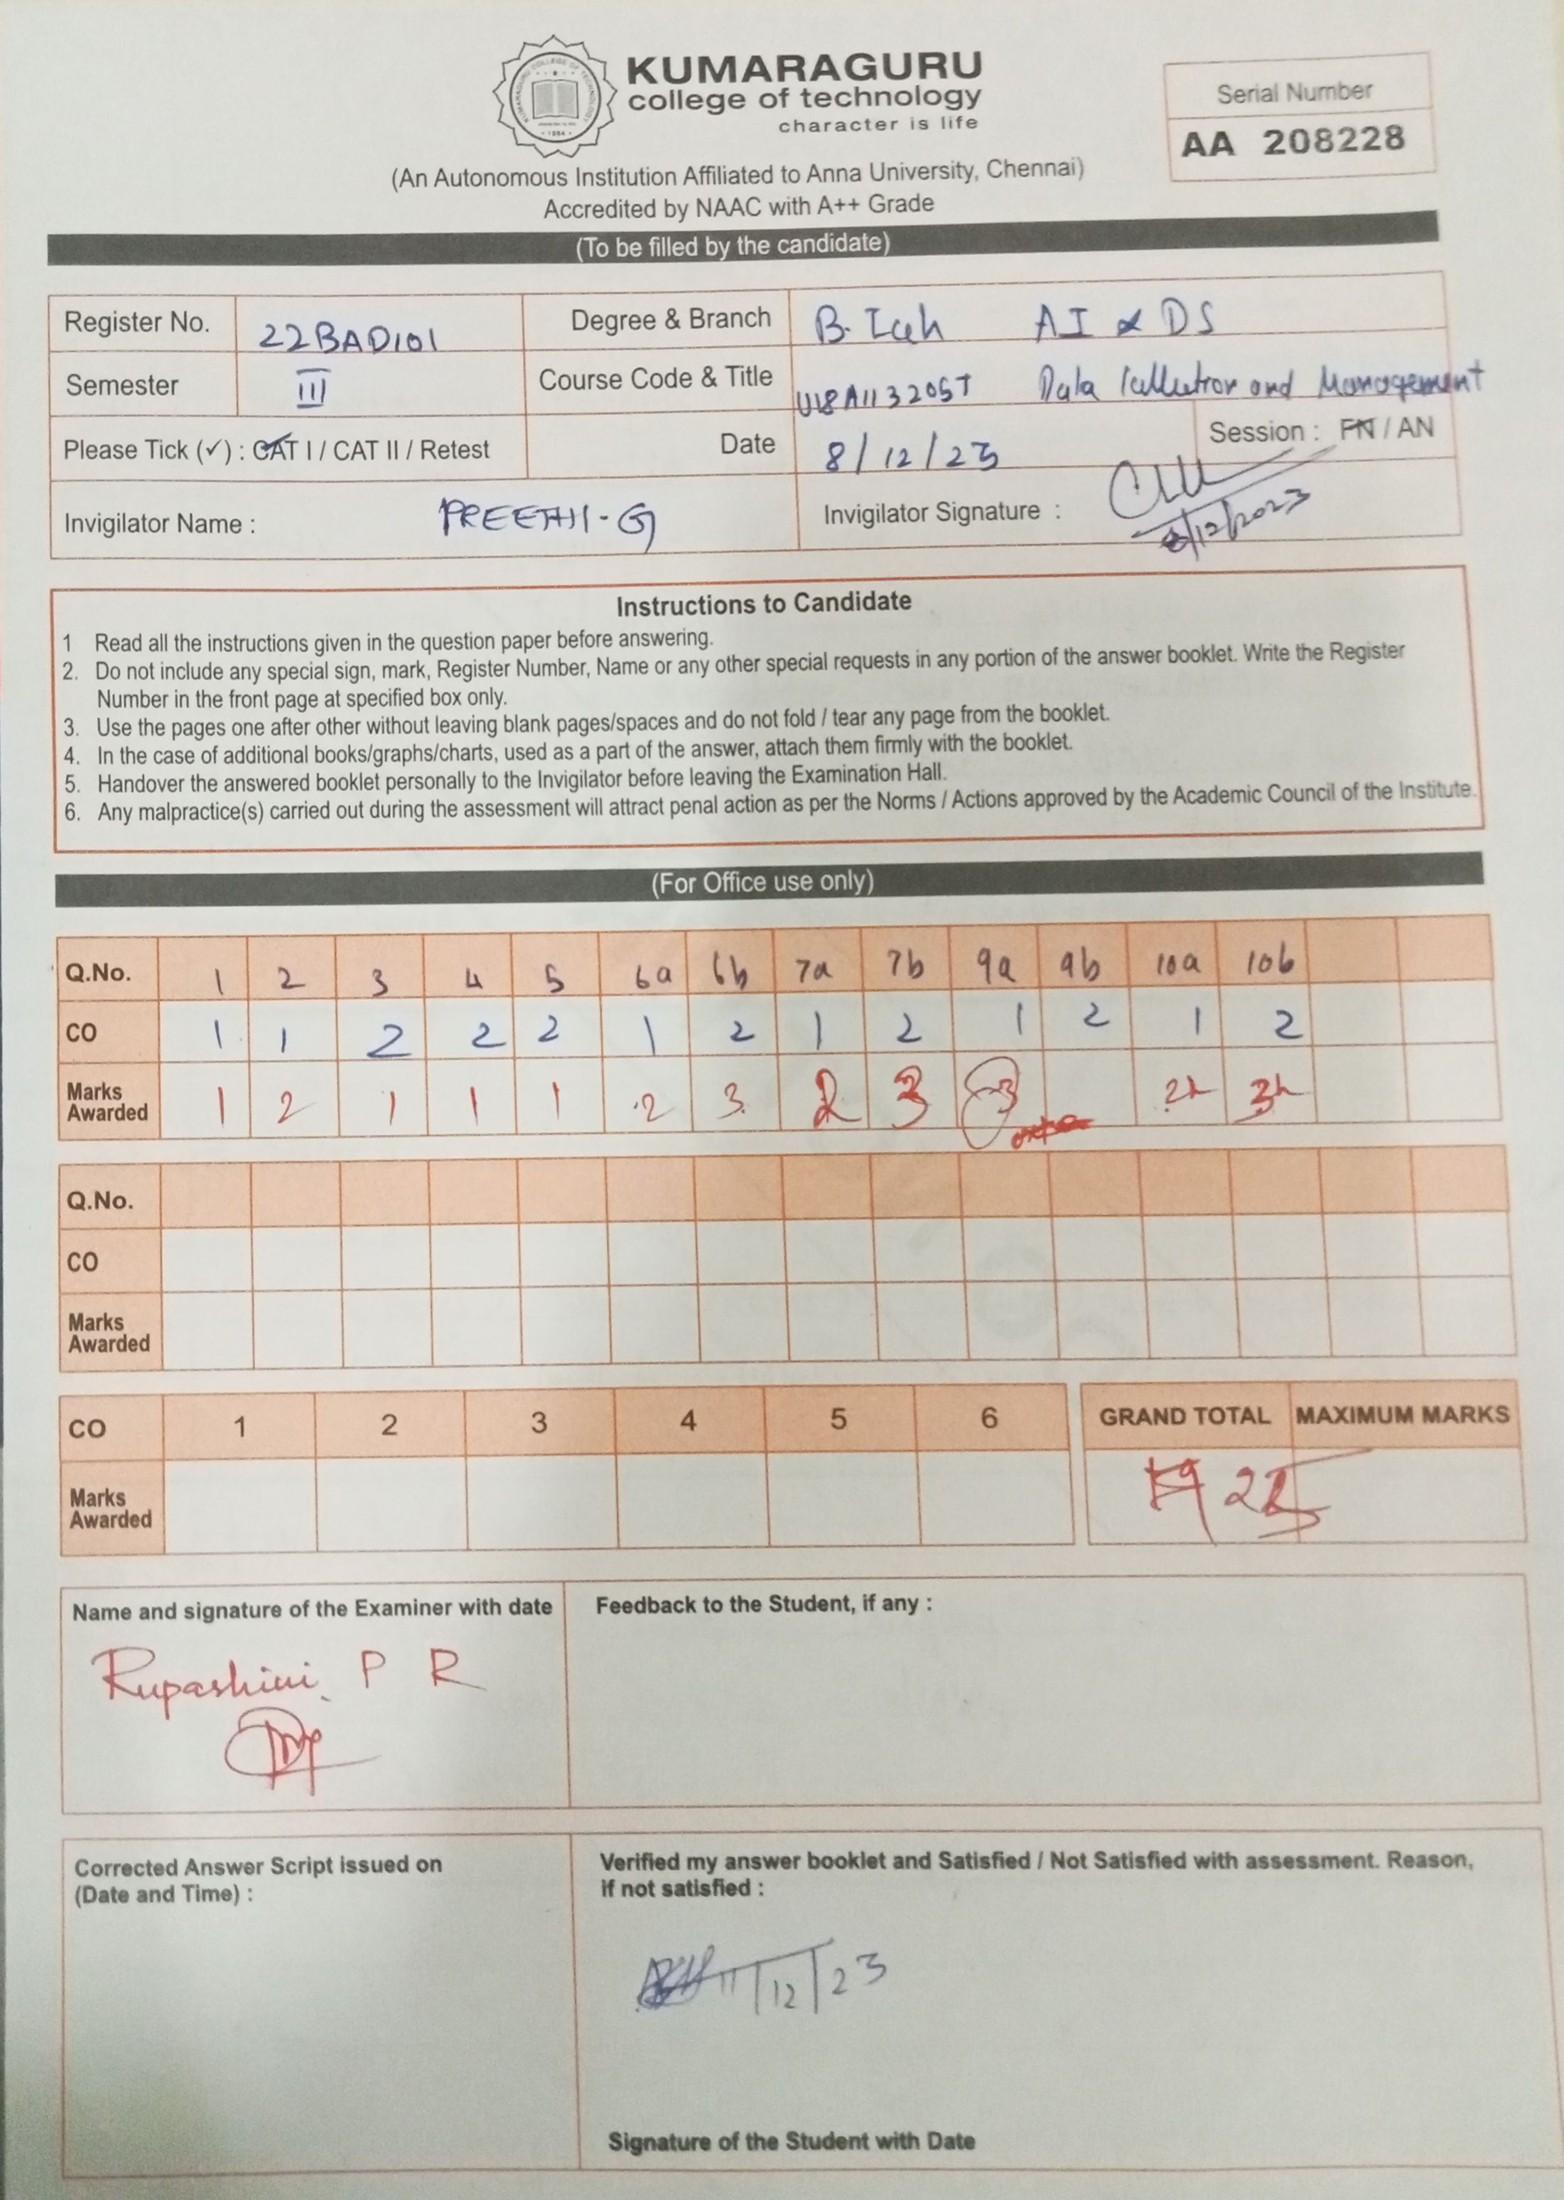 KUMARAGURU
college of technology
character is life
Serial Number
AA 208228
(An Autonomous Institution Affiliated to Anna University, Chennai)
Accredited by NAAC with A++ Grade
(To be filled by the candidate)
Register No. 22BAD101 Degree & Branch B.Tech AI & DS
Semester III Course Code & Title Data Collection and Management
Please Tick (✓) : CAT I / CAT II / Retest Date 8/12/23 Session : FN / AN
Invigilator Name : PREETHI-G Invigilator Signature : 8/12/2023
Instructions to Candidate
1 Read all the instructions given in the question paper before answering.
2. Do not include any special sign, mark, Register Number, Name or any other special requests in any portion of the answer booklet. Write the Register
Number in the front page at specified box only.
3. Use the pages one after other without leaving blank pages/spaces and do not fold / tear any page from the booklet.
4. In the case of additional books/graphs/charts, used as a part of the answer, attach them firmly with the booklet.
5. Handover the answered booklet personally to the Invigilator before leaving the Examination Hall.
6. Any malpractice(s) carried out during the assessment will attract penal action as per the Norms / Actions approved by the Academic Council of the Institute.
(For Office use only)
Q.No. 1 2 3 4 5 6a 6b 7a 7b 9a 9b 10a 10b
CO 1 1 2 2 2 1 2 1 2 1 2 1 2
Marks
Awarded 1 2 1 1 1 2 3 2 3 3
Q.No.
CO
Marks
Awarded
CO 1 2 3 4 5 6 GRAND TOTAL MAXIMUM MARKS
Marks
Awarded
Name and signature of the Examiner with date Feedback to the Student, if any :
Rupashini P R
Corrected Answer Script issued on
(Date and Time) :
Verified my answer booklet and Satisfied / Not Satisfied with assessment. Reason,
if not satisfied :
11/12/23
Signature of the Student with Date